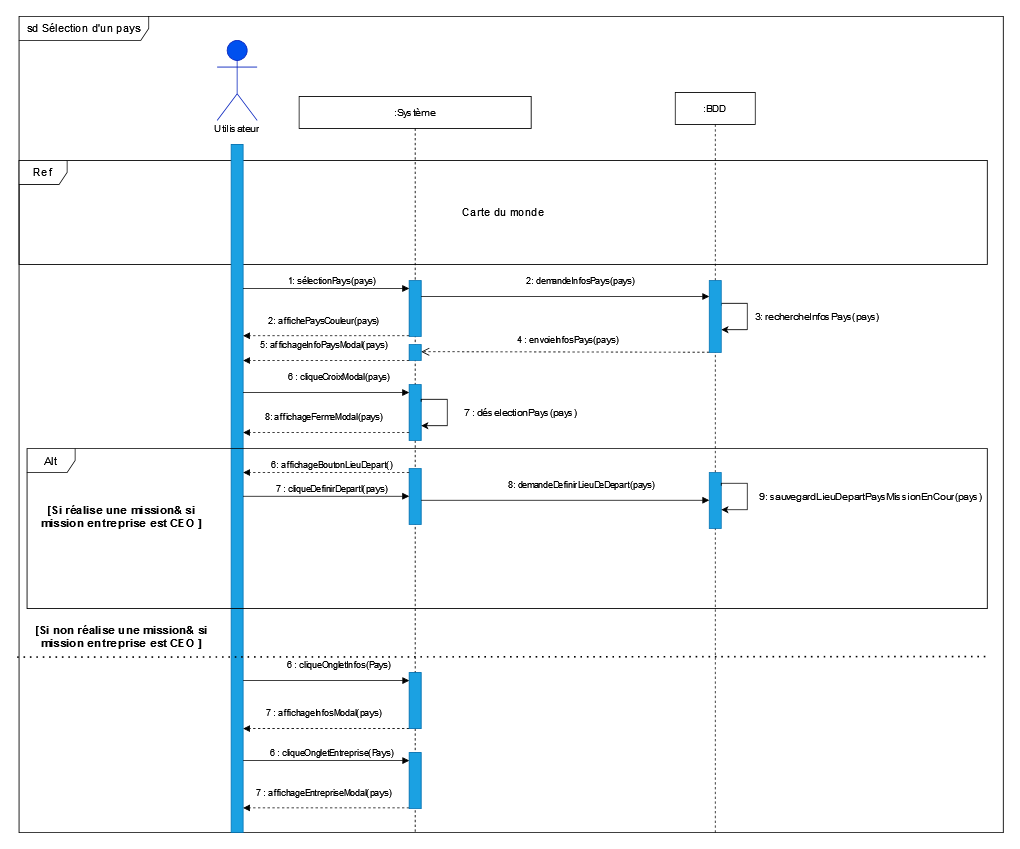 sd Sélection d'un pays
Utilisateur
:Système
:BDD
Ref
Carte du monde
1: sélectionPays(pays)
2: demandeInfosPays(pays)
3: rechercheInfosPays(pays)
2: affichePaysCouleur(pays)
4 : envoieInfosPays(pays)
5: affichageInfoPaysModal(pays)
6 : cliqueCroixModal(pays)
7 : déselectionPays(pays)
8: affichageFermeModal(pays)
Alt
6: affichageBoutonLieuDepart()
7 : cliqueDefinirDepartl(pays)
8: demandeDefinirLieuDeDepart(pays)
9: sauvegardLieuDepartPaysMissionEnCour(pays)
[Si réalise une mission& si
mission entreprise est CEO ]
[Si non réalise une mission& si
mission entreprise est CEO ]
6 : cliqueOngletInfos(Pays)
7 : affichageInfosModal(pays)
6 : cliqueOngletEntreprise(Pays)
7 : affichageEntrepriseModal(pays)